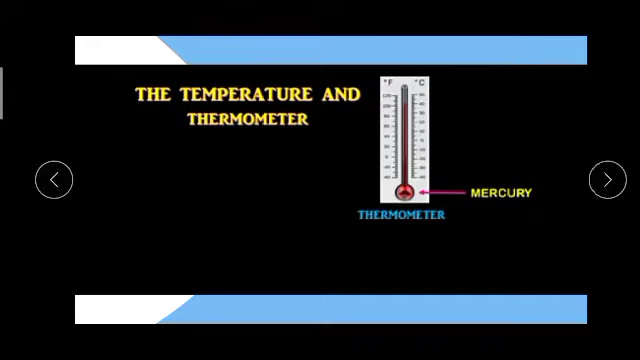 THE TEMPERATURE AND
THERMOMETER
°F °C
MERCURY
THERMOMETER